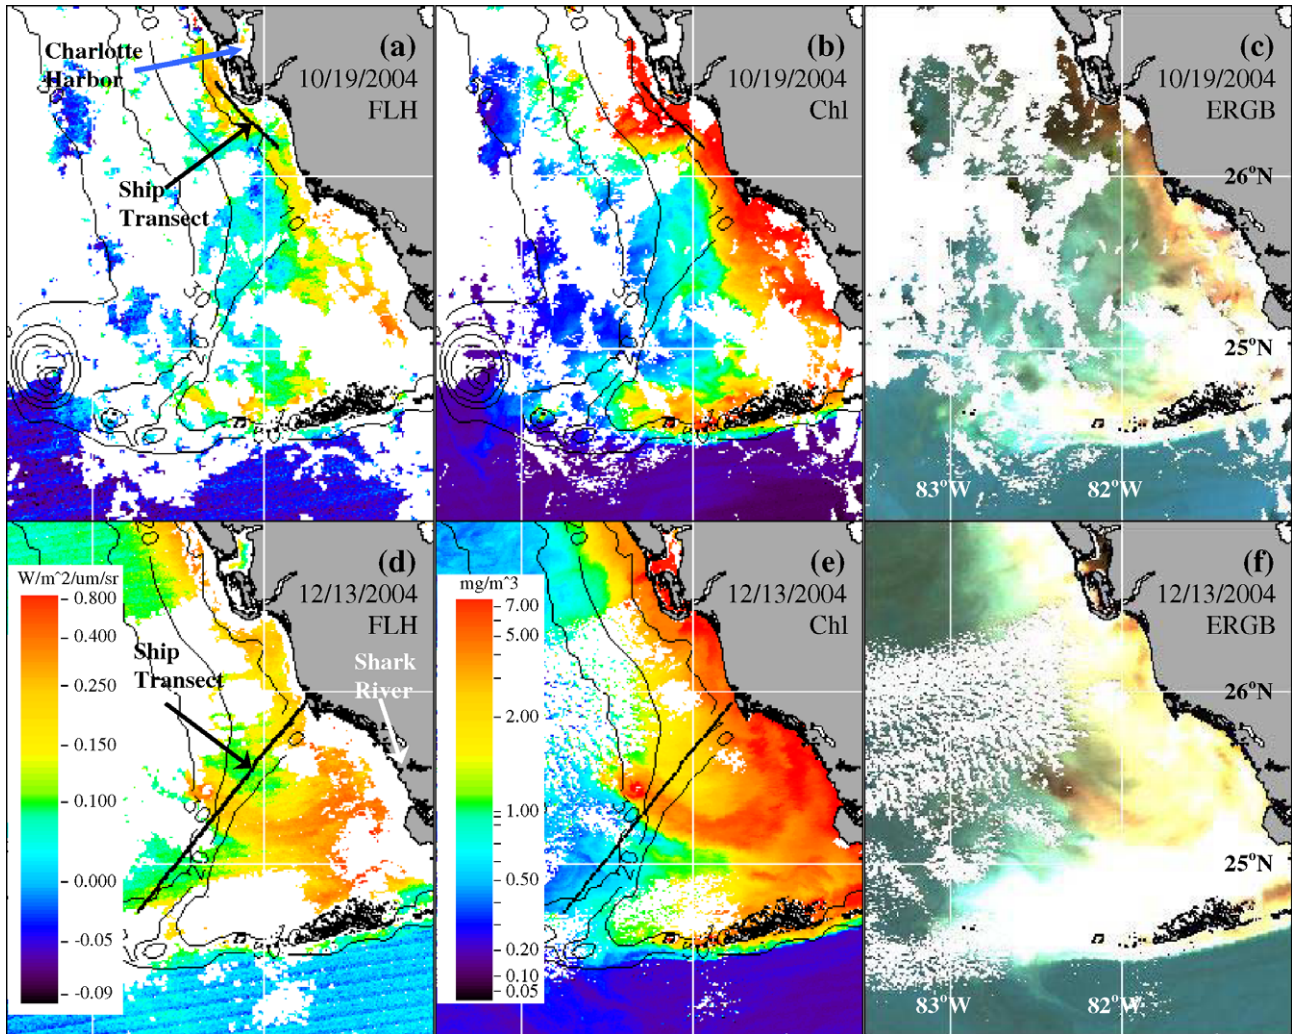 (a)
10/19/2004
FLH
Charlotte
Harbor
Ship
Transect
10
30
(b)
10/19/2004
Chl
10
(c)
10/19/2004
ERGB
26°N
25°N
83°W
82°W
(d)
12/13/2004
FLH
W/m^2/um/sr
0.800
0.400
0.250
0.150
0.100
0.000
-0.05
-0.09
Ship
Transect
Shark
River
(e)
12/13/2004
Chl
mg/m^3
7.00
5.00
2.00
1.00
0.50
0.20
0.10
0.05
(f)
12/13/2004
ERGB
26°N
25°N
83°W
82°W